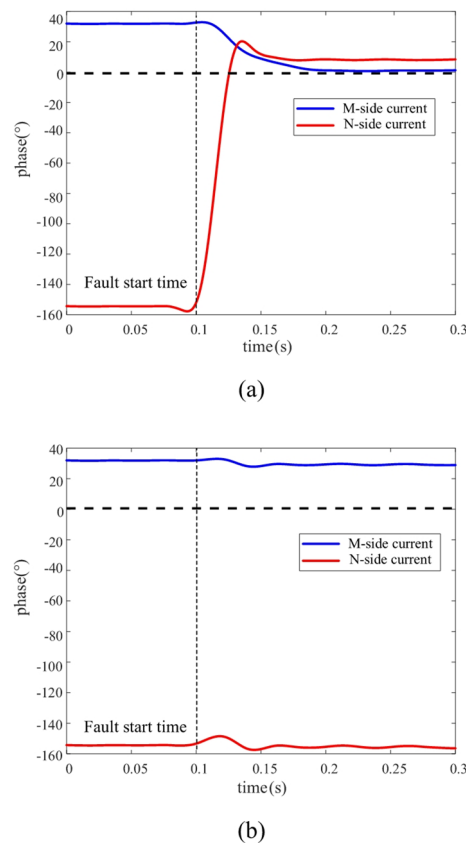 40
20
0
-20
-40
-60
-80
-100
-120
-140
-160
phase(°)
M-side current
N-side current
Fault start time
0 0.05 0.1 0.15 0.2 0.25 0.3
time(s)
(a)
40
20
0
-20
-40
-60
-80
-100
-120
-140
-160
phase(°)
M-side current
N-side current
Fault start time
0 0.05 0.1 0.15 0.2 0.25 0.3
time(s)
(b)